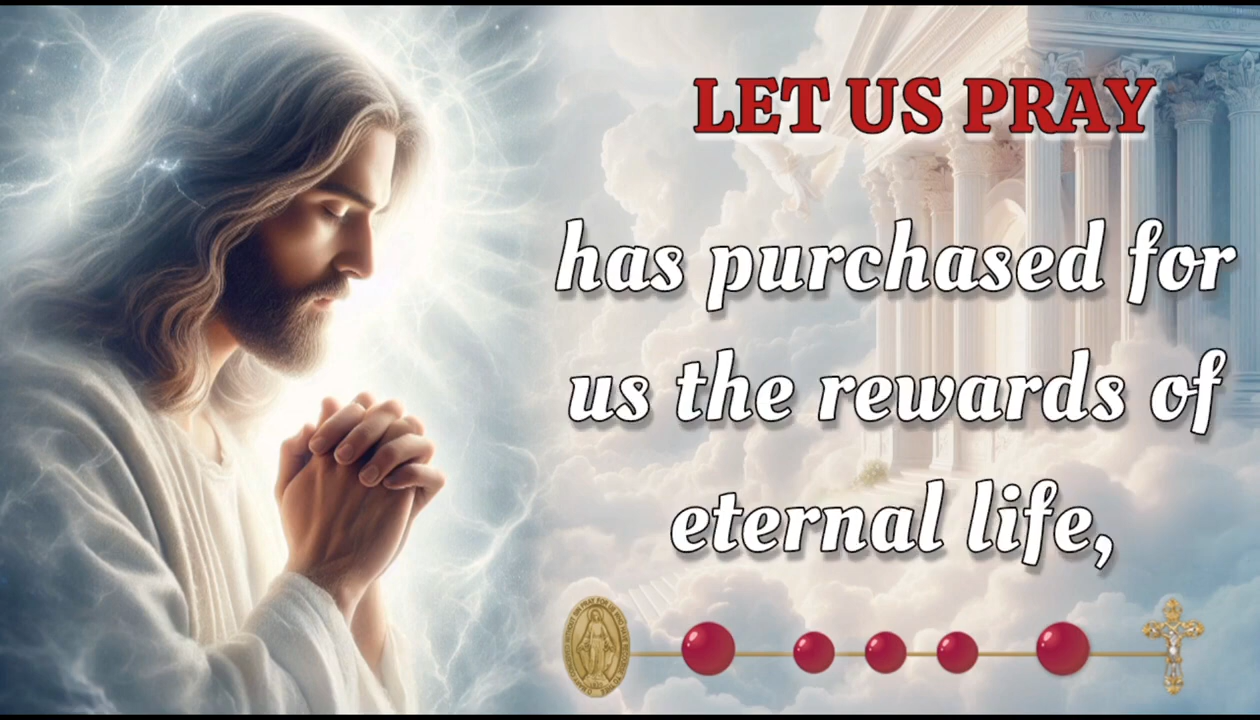 LET US PRAY
has purchased for
us the rewards of
eternal life,